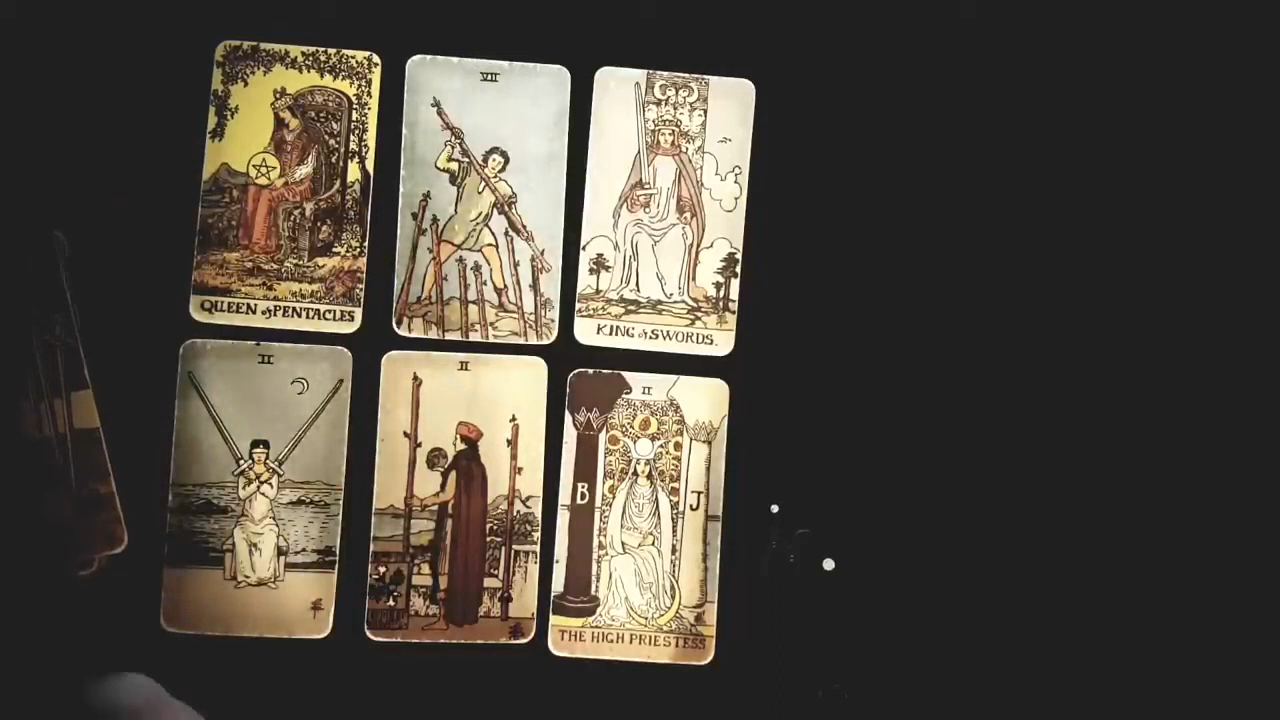 QUEEN of PENTACLES
VII
KING of SWORDS.
II
II
II
B
J
THE HIGH PRIESTESS